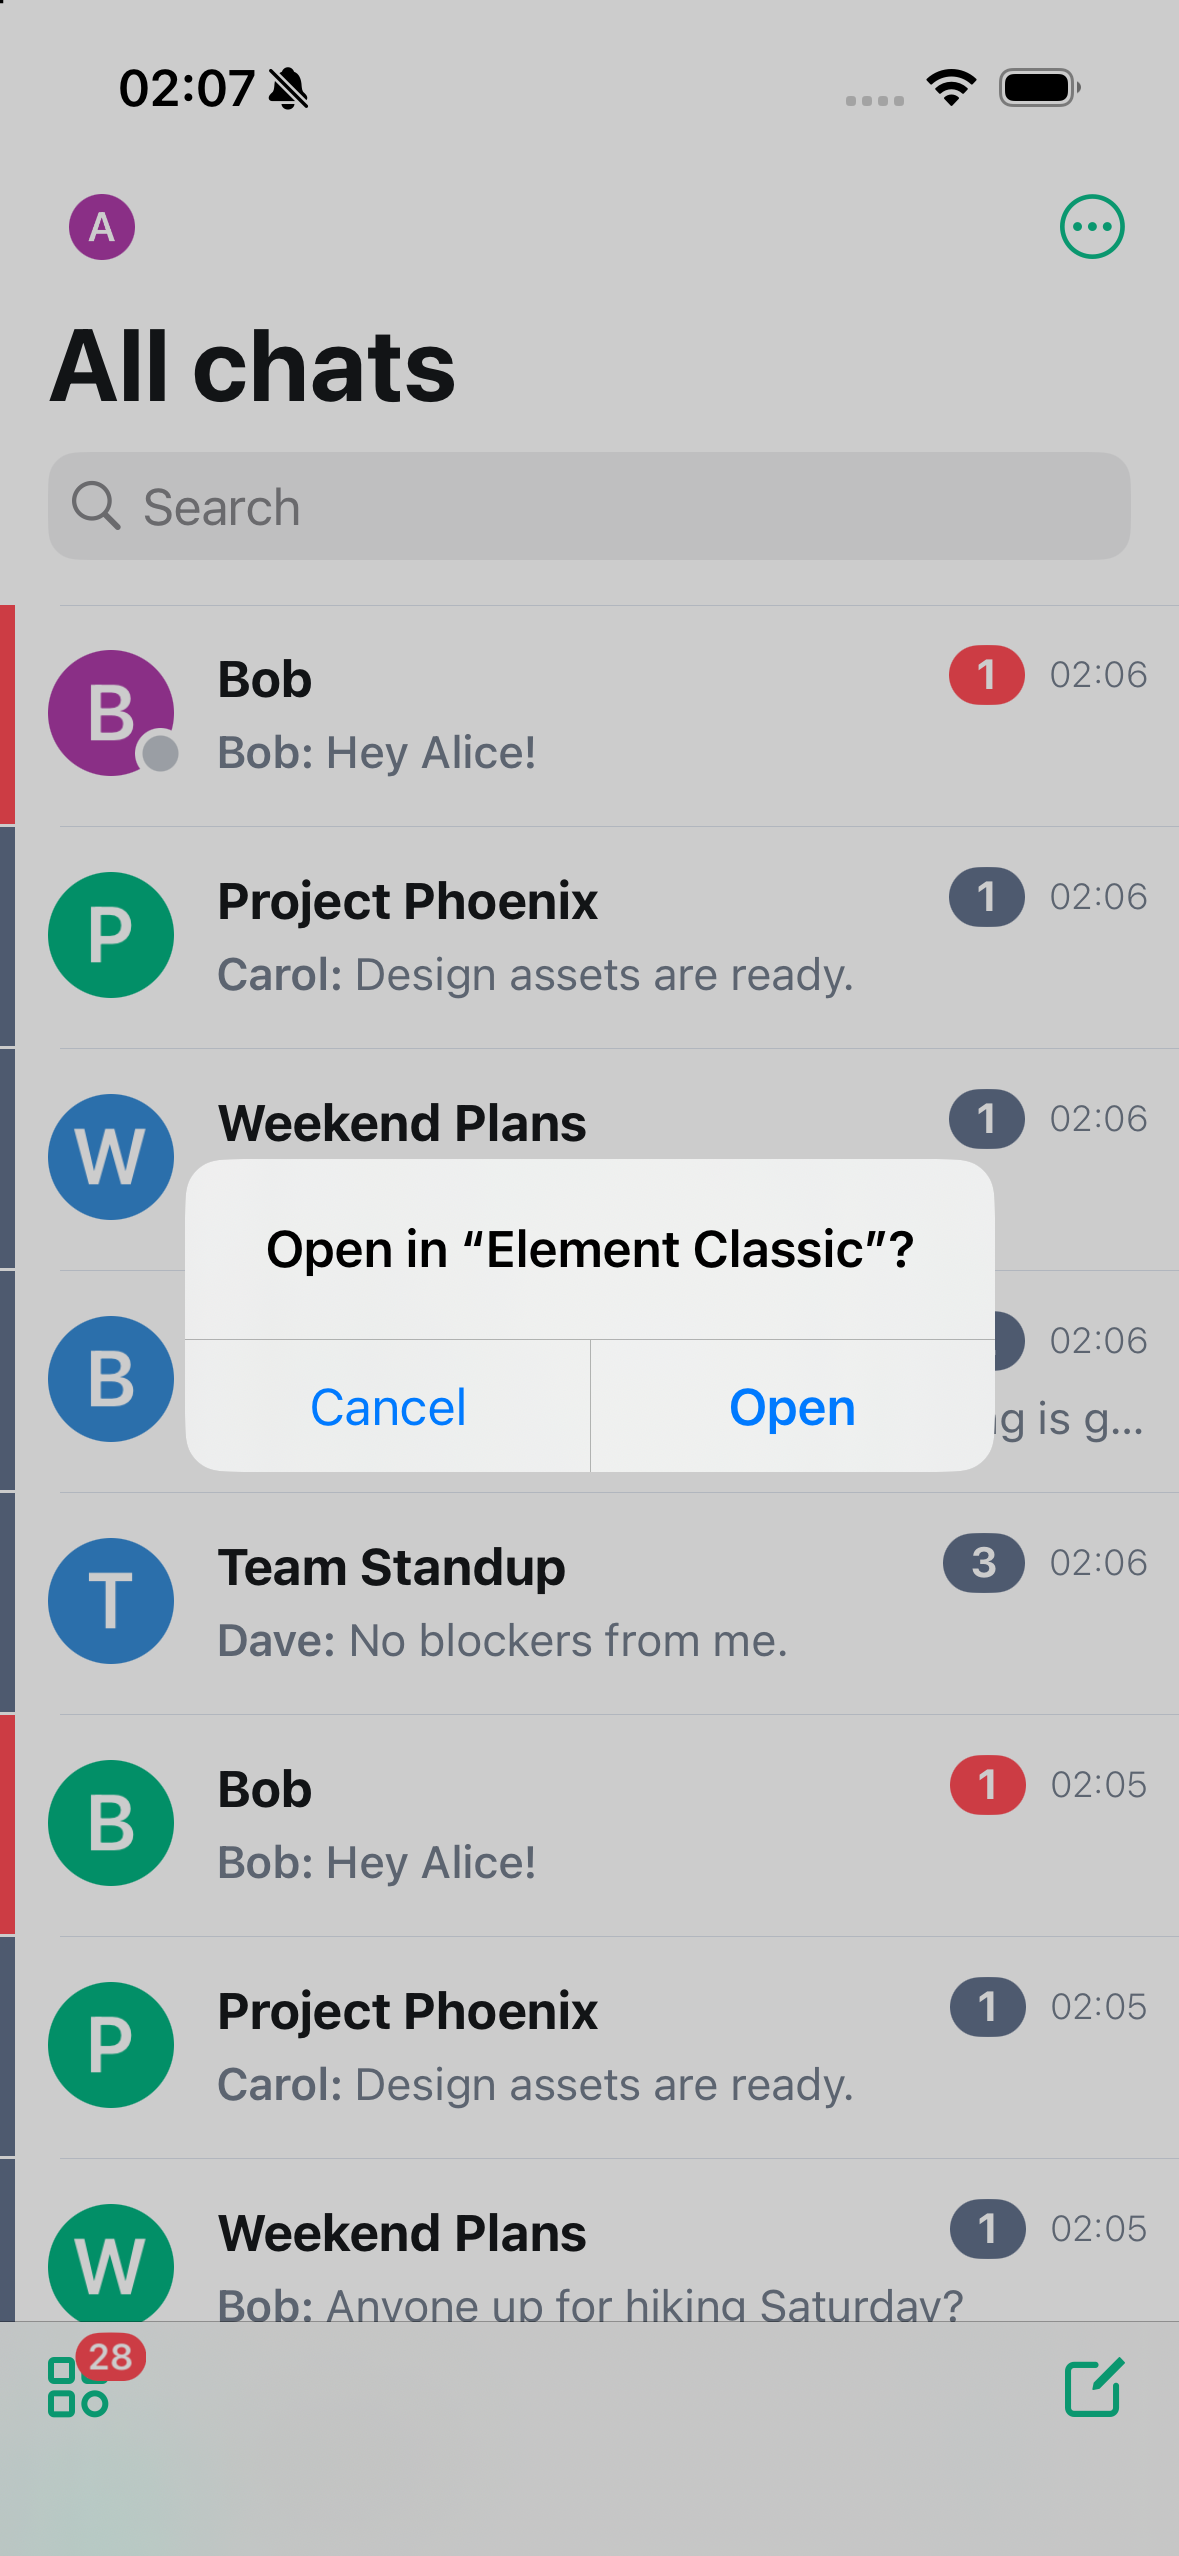 02:07
A
All chats
Search
B
Bob
1
02:06
Bob: Hey Alice!
P
Project Phoenix
1
02:06
Carol: Design assets are ready.
W
Weekend Plans
1
02:06
Open in “Element Classic”?
Cancel
Open
B
02:06
g is g...
T
Team Standup
3
02:06
Dave: No blockers from me.
B
Bob
1
02:05
Bob: Hey Alice!
P
Project Phoenix
1
02:05
Carol: Design assets are ready.
W
Weekend Plans
1
02:05
Bob: Anyone up for hiking Saturday?
28